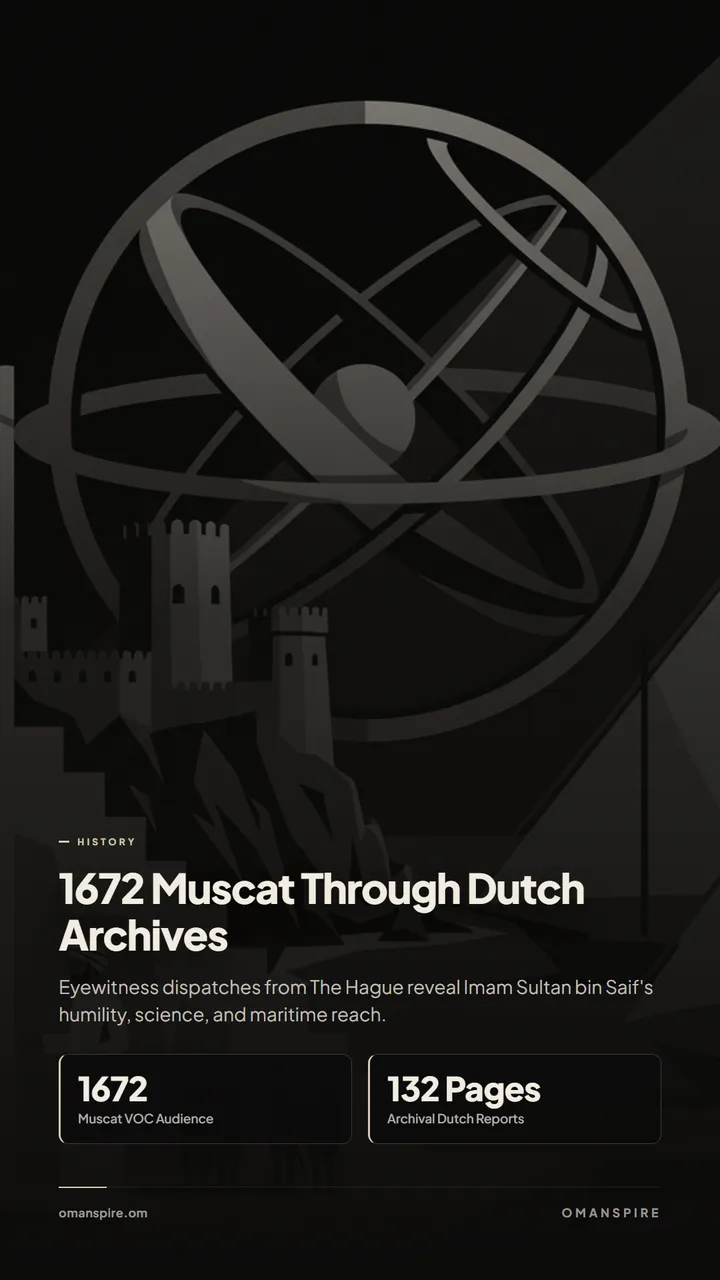 HISTORY
1672 Muscat Through Dutch
Archives
Eyewitness dispatches from The Hague reveal Imam Sultan bin Saif's
humility, science, and maritime reach.
1672
Muscat VOC Audience
132 Pages
Archival Dutch Reports
omanspire.om
OMANSPIRE